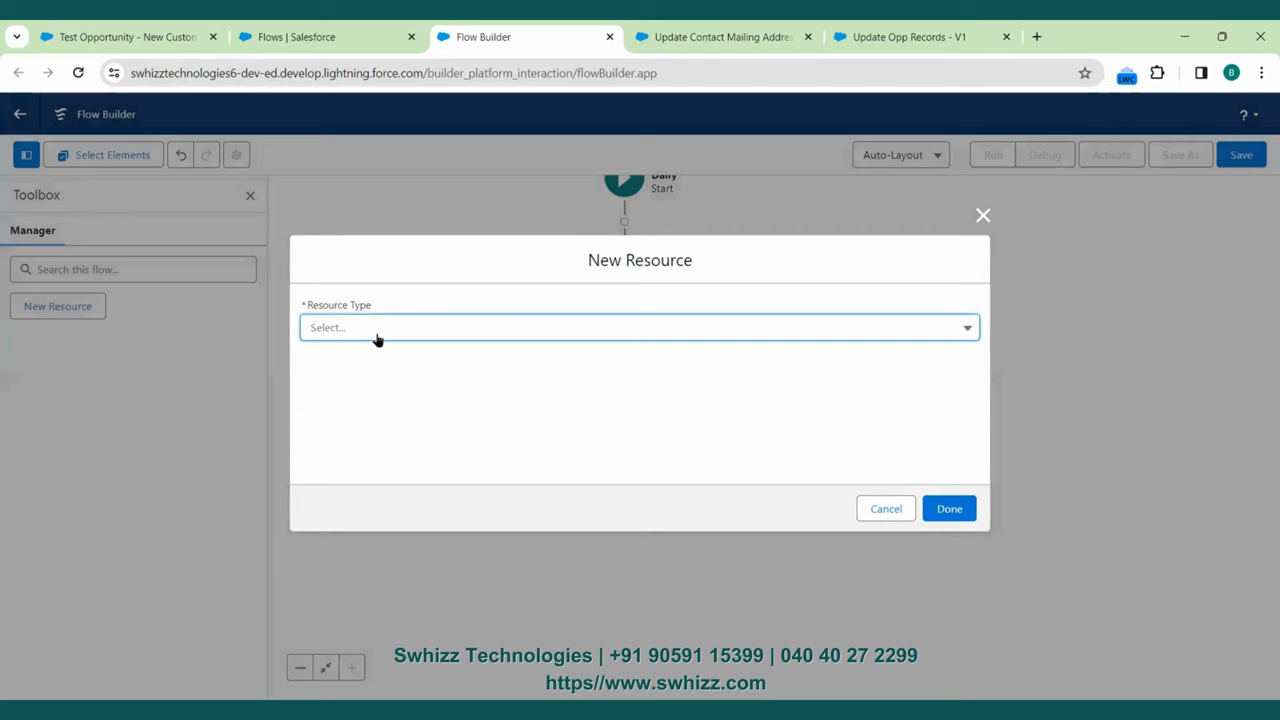 Test Opportunity - New Custom
Flows | Salesforce
Flow Builder
Update Contact Mailing Addres
Update Opp Records - V1
swhizztechnologies6-dev-ed.develop.lightning.force.com/builder_platform_interaction/flowBuilder.app
LWC
B
Flow Builder
?
Select Elements
Auto-Layout
Run
Debug
Activate
Save As
Save
Toolbox
Daily
Start
Manager
Search this flow...
New Resource
New Resource
* Resource Type
Select...
Cancel
Done
Swhizz Technologies | +91 90591 15399 | 040 40 27 2299
https//www.swhizz.com